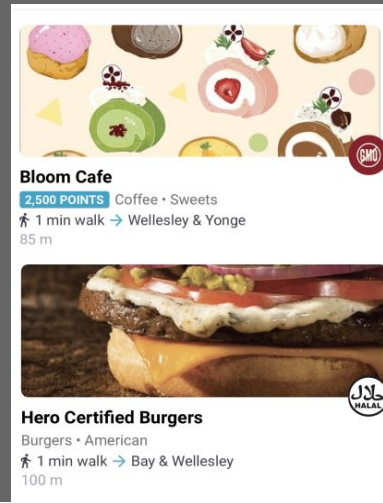 GMO
Bloom Cafe
2,500 POINTS Coffee • Sweets
1 min walk → Wellesley & Yonge
85 m
حلال
HALAL
Hero Certified Burgers
Burgers • American
1 min walk → Bay & Wellesley
100 m